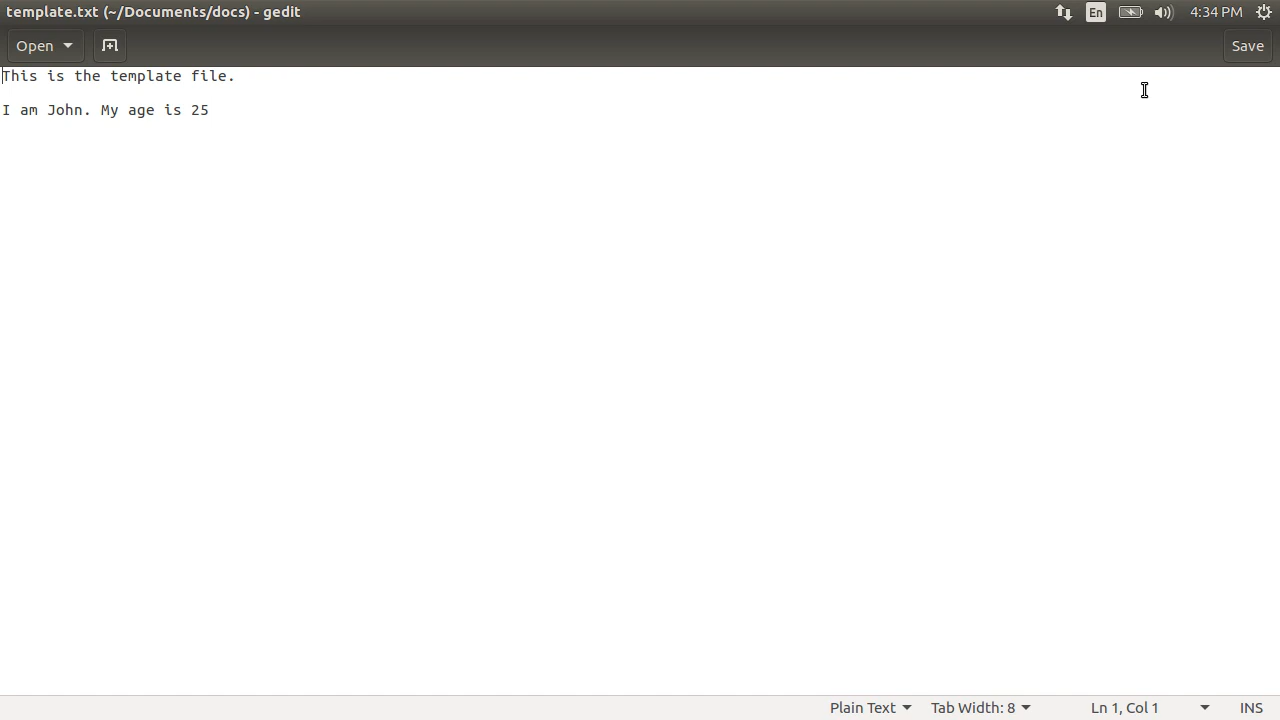 template.txt (~/Documents/docs) - gedit
En
4:34 PM
Open
Save
This is the template file.
I am John. My age is 25
Plain Text
Tab Width: 8
Ln 1, Col 1
INS